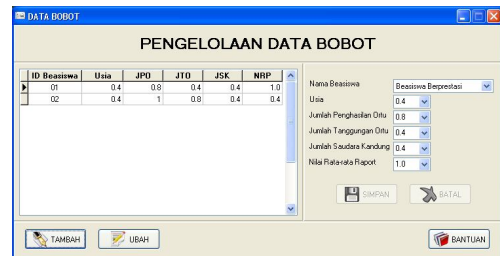 DATA BOBOT
PENGELOLAAN DATA BOBOT
ID Beasiswa Usia JPO JTO JSK NRP
01 0.4 0.8 0.4 0.4 1.0
02 0.4 1 0.8 0.4 0.4
Nama Beasiswa Beasiswa Berprestasi
Usia 0.4
Jumlah Penghasilan Ortu 0.8
Jumlah Tanggungan Ortu 0.4
Jumlah Saudara Kandung 0.4
Nilai Rata-rata Raport 1.0
SIMPAN BATAL
TAMBAH UBAH BANTUAN